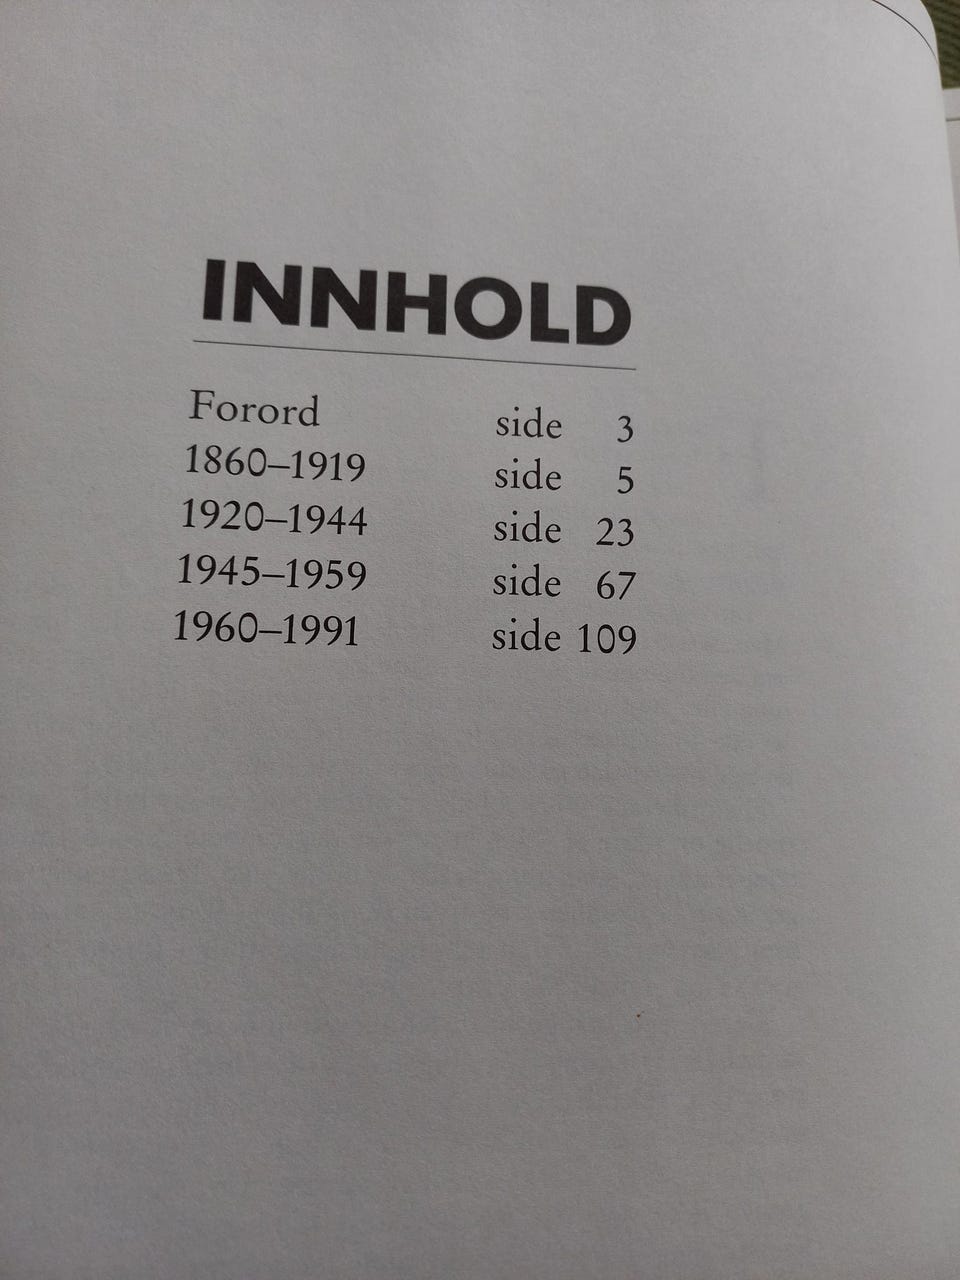 INNHOLD
Forord side 3
1860–1919 side 5
1920–1944 side 23
1945–1959 side 67
1960–1991 side 109